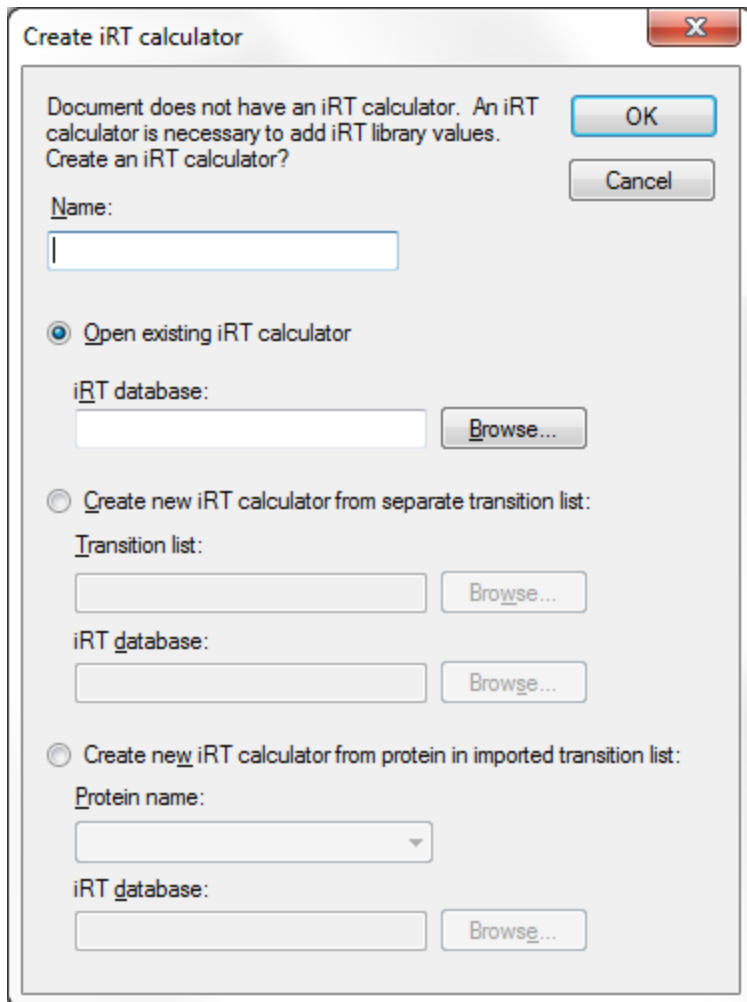 Create iRT calculator
Document does not have an iRT calculator. An iRT
calculator is necessary to add iRT library values.
Create an iRT calculator?
OK
Cancel
Name:
Open existing iRT calculator
iRT database:
Browse...
Create new iRT calculator from separate transition list:
Transition list:
Browse...
iRT database:
Browse...
Create new iRT calculator from protein in imported transition list:
Protein name:
iRT database:
Browse...